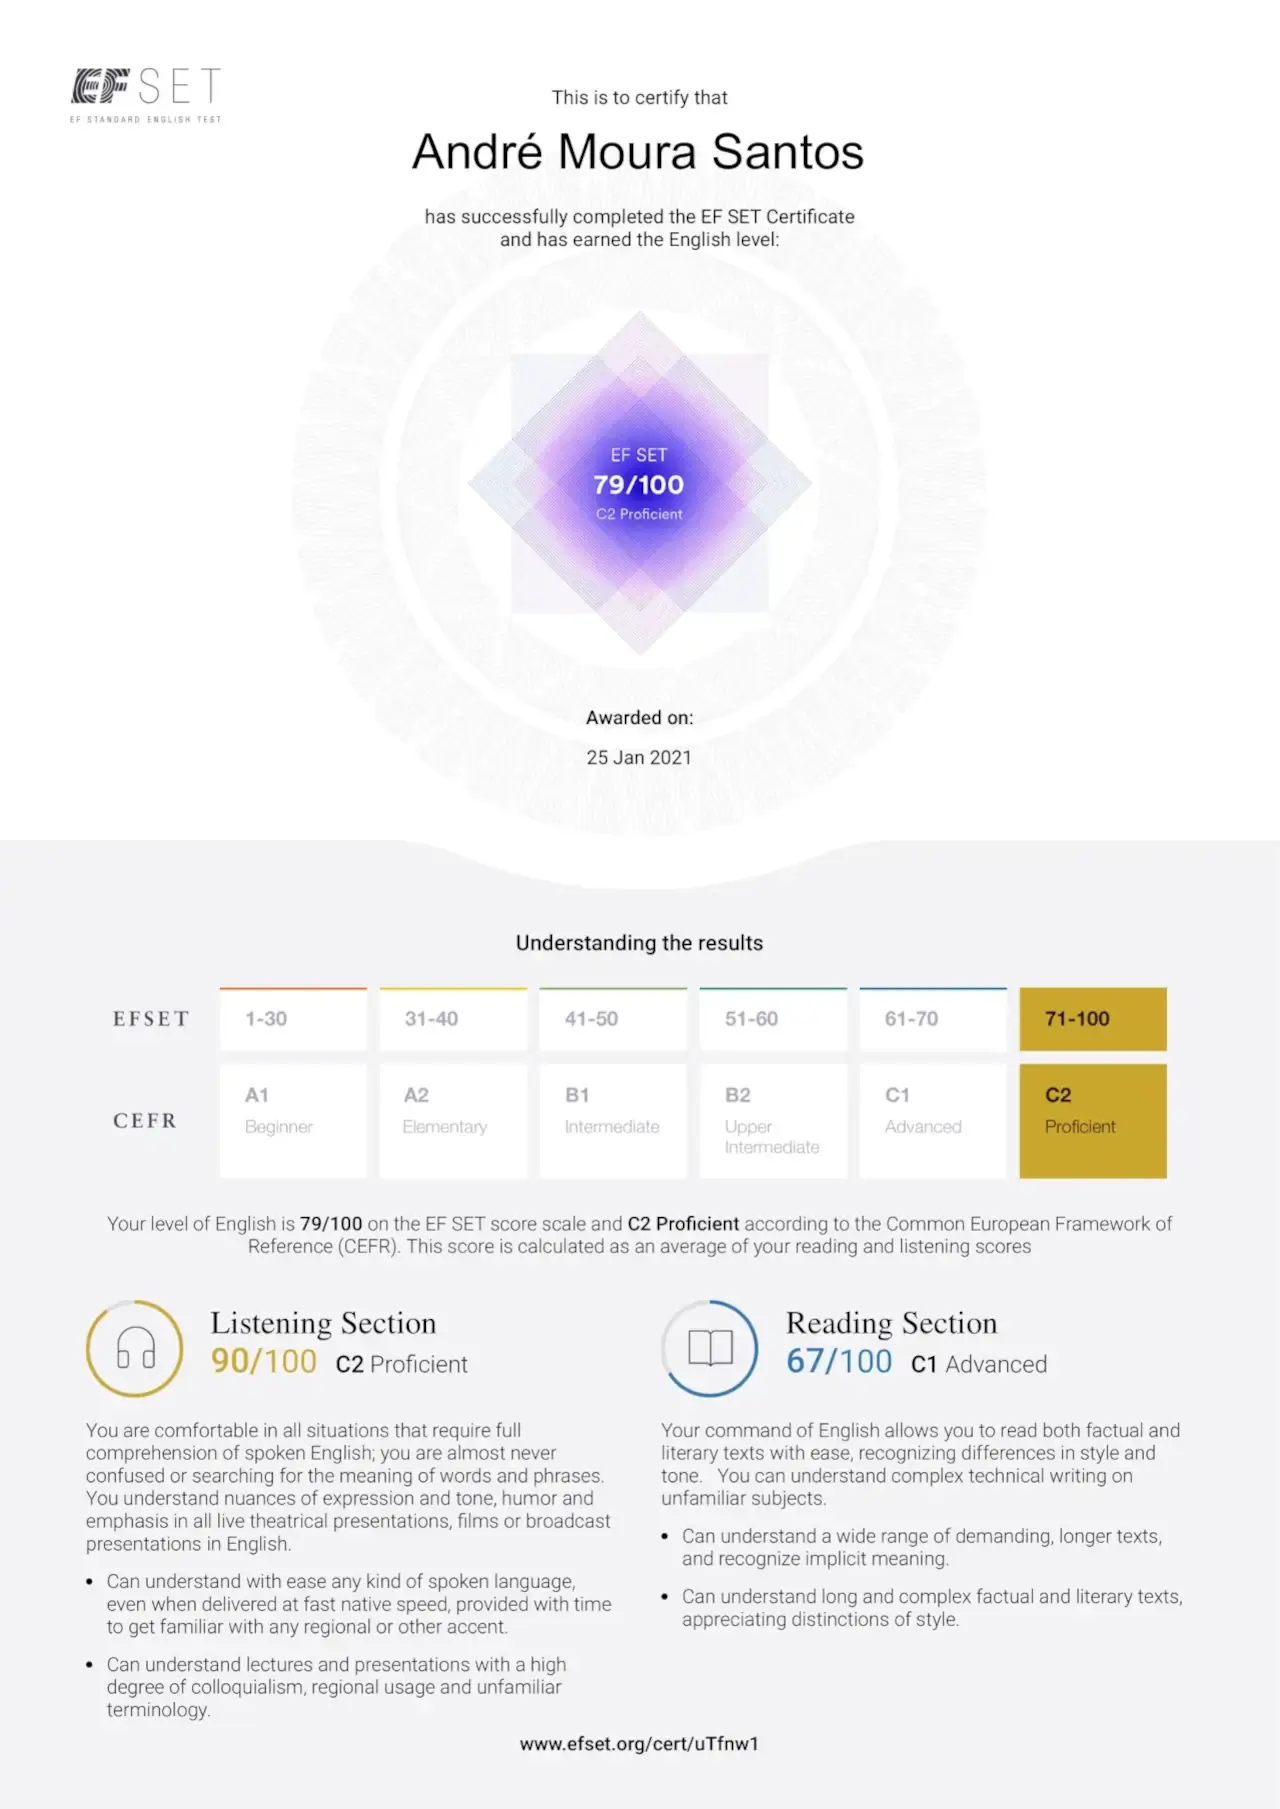 EF SET
EF STANDARD ENGLISH TEST
This is to certify that
André Moura Santos
has successfully completed the EF SET Certificate
and has earned the English level:
EF SET
79/100
C2 Proficient
Awarded on:
25 Jan 2021
Understanding the results
EFSET 1-30 31-40 41-50 51-60 61-70 71-100
CEFR
A1 A2 B1 B2 C1 C2
Beginner Elementary Intermediate Upper Intermediate Advanced Proficient
Your level of English is 79/100 on the EF SET score scale and C2 Proficient according to the Common European Framework of
Reference (CEFR). This score is calculated as an average of your reading and listening scores
Listening Section
90/100 C2 Proficient
You are comfortable in all situations that require full
comprehension of spoken English; you are almost never
confused or searching for the meaning of words and phrases.
You understand nuances of expression and tone, humor and
emphasis in all live theatrical presentations, films or broadcast
presentations in English.
• Can understand with ease any kind of spoken language,
even when delivered at fast native speed, provided with time
to get familiar with any regional or other accent.
• Can understand lectures and presentations with a high
degree of colloquialism, regional usage and unfamiliar
terminology.
Reading Section
67/100 C1 Advanced
Your command of English allows you to read both factual and
literary texts with ease, recognizing differences in style and
tone. You can understand complex technical writing on
unfamiliar subjects.
• Can understand a wide range of demanding, longer texts,
and recognize implicit meaning.
• Can understand long and complex factual and literary texts,
appreciating distinctions of style.
www.efset.org/cert/uTfnw1